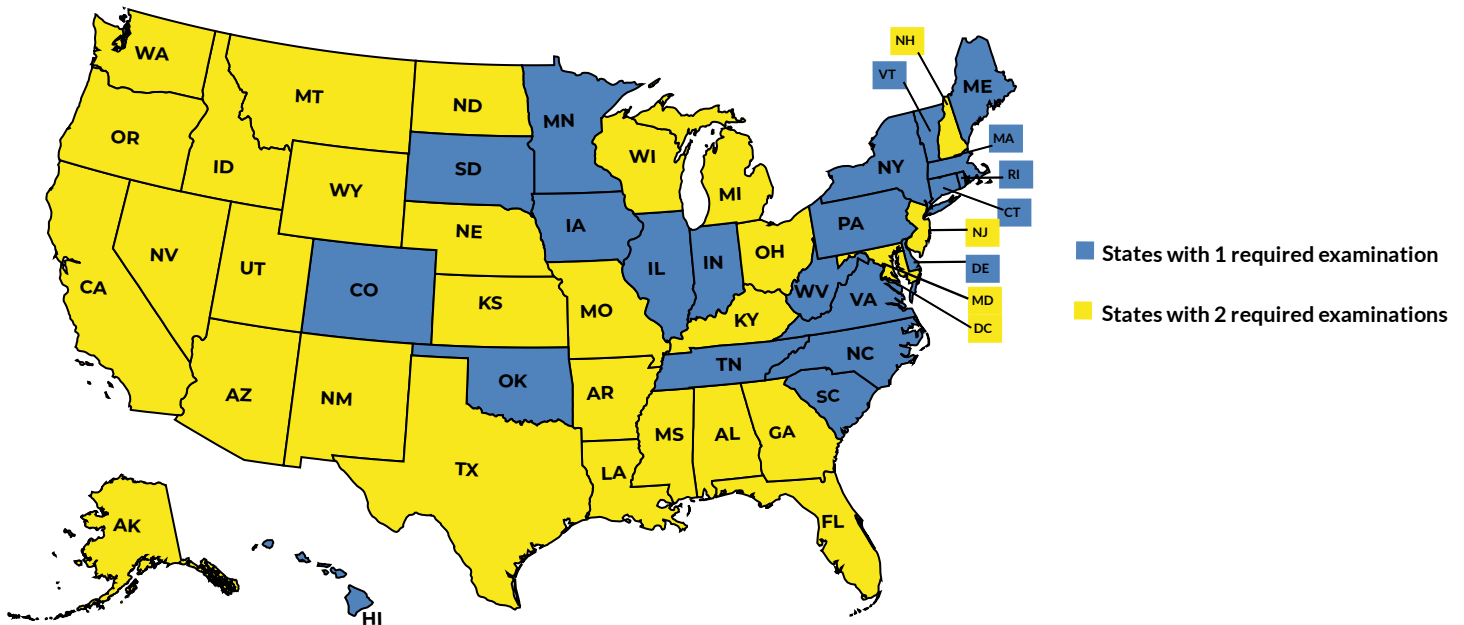 WA
OR
CA
NV
ID
MT
WY
UT
AZ
CO
NM
ND
SD
NE
KS
OK
TX
MN
IA
MO
AR
LA
WI
IL
MI
IN
OH
KY
TN
MS
AL
GA
FL
SC
NC
VA
WV
PA
NY
ME
NH
VT
MA
RI
CT
NJ
DE
MD
DC
AK
HI
States with 1 required examination
States with 2 required examinations